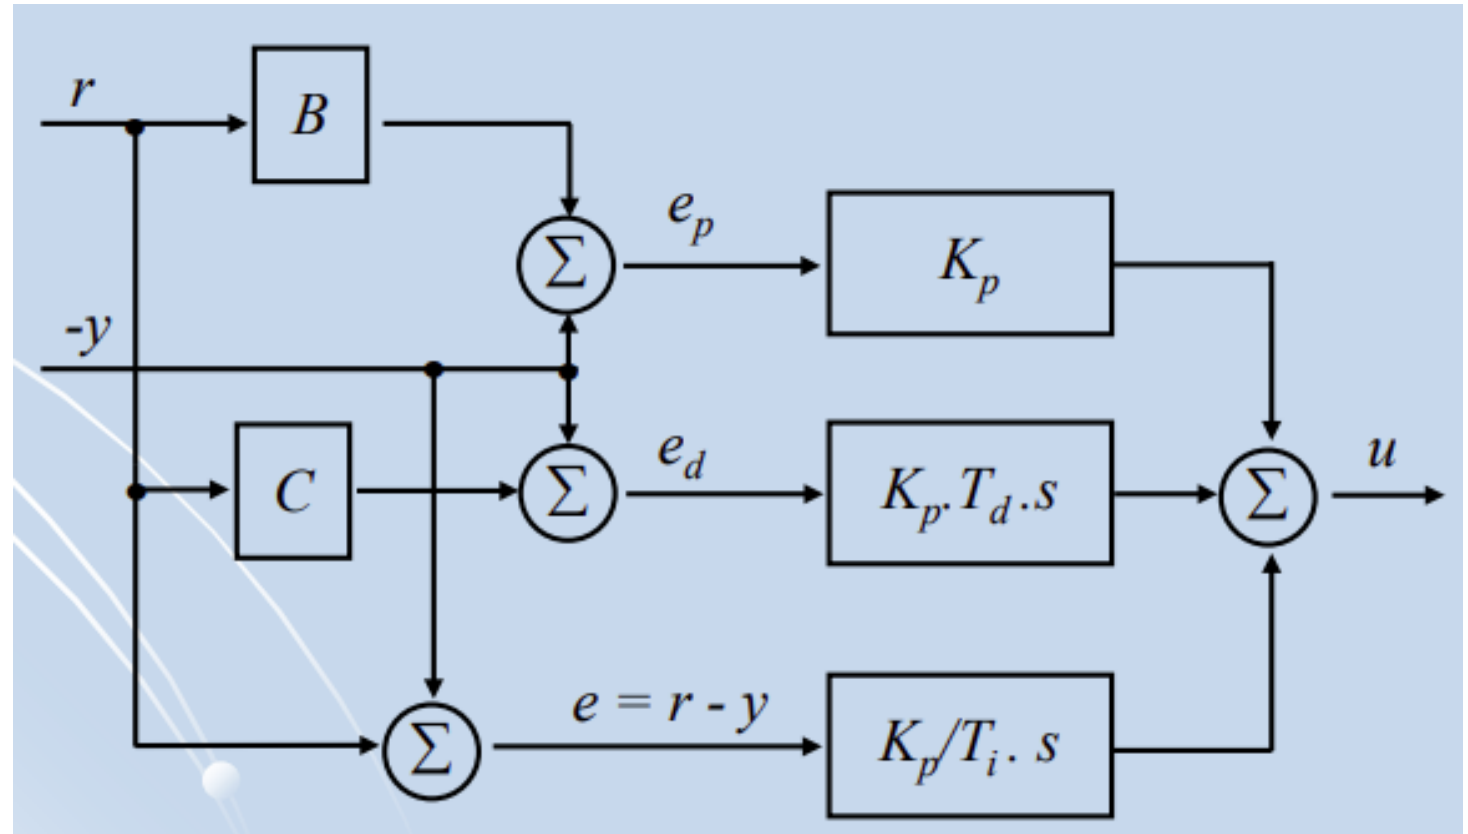 r
B
e_p
K_p
-y
C
Σ
Σ
e_d
K_p.T_d.s
Σ
u
Σ
e = r - y
K_p/T_i. s